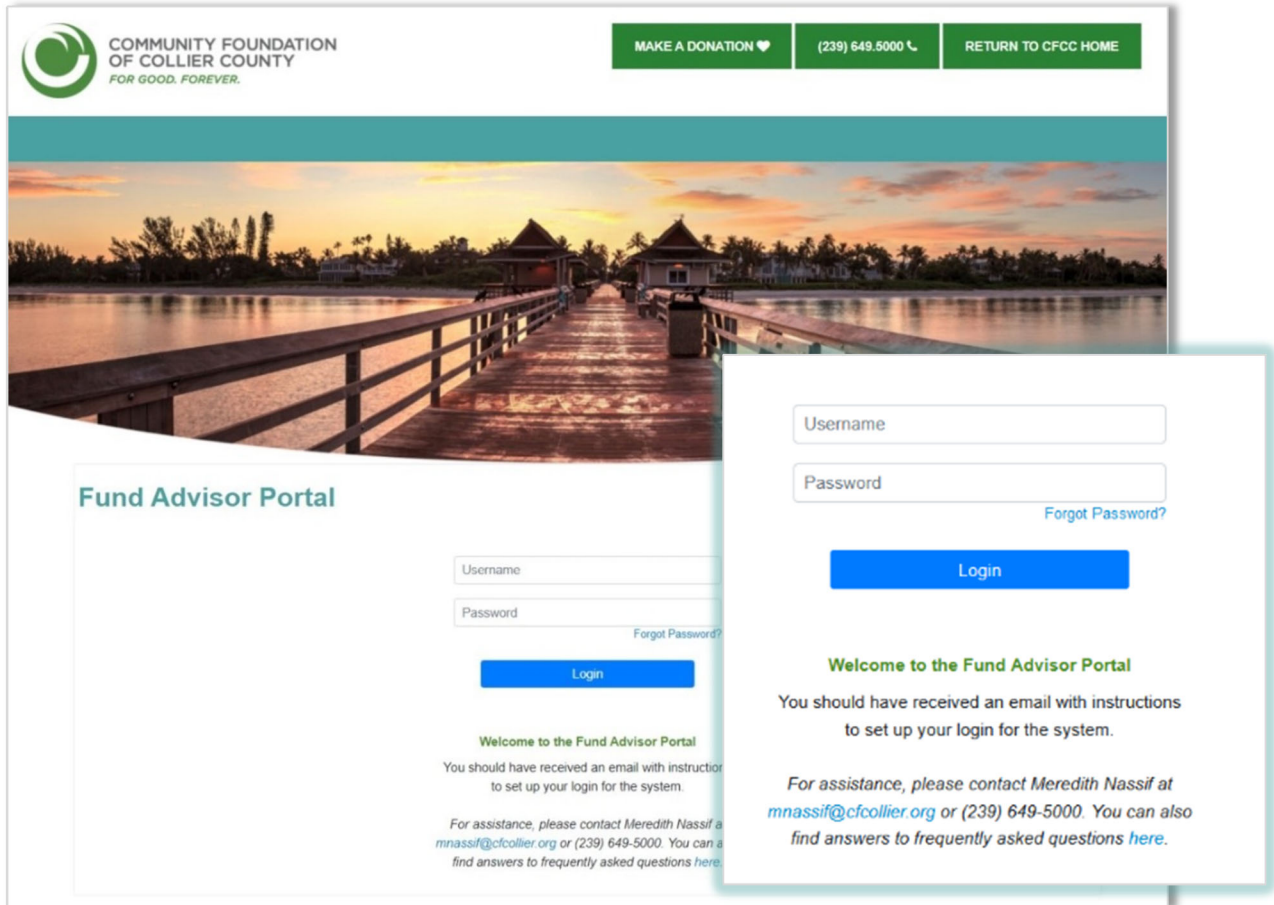 COMMUNITY FOUNDATION
OF COLLIER COUNTY
FOR GOOD. FOREVER.
MAKE A DONATION
(239) 649.5000
RETURN TO CFCC HOME
Fund Advisor Portal
Username
Password
Forgot Password?
Login
Welcome to the Fund Advisor Portal
You should have received an email with instruction
to set up your login for the system.
For assistance, please contact Meredith Nassif a
mnassif@cfcollier.org or (239) 649-5000. You can a
find answers to frequently asked questions here.
Username
Password
Forgot Password?
Login
Welcome to the Fund Advisor Portal
You should have received an email with instructions
to set up your login for the system.
For assistance, please contact Meredith Nassif at
mnassif@cfcollier.org or (239) 649-5000. You can also
find answers to frequently asked questions here.